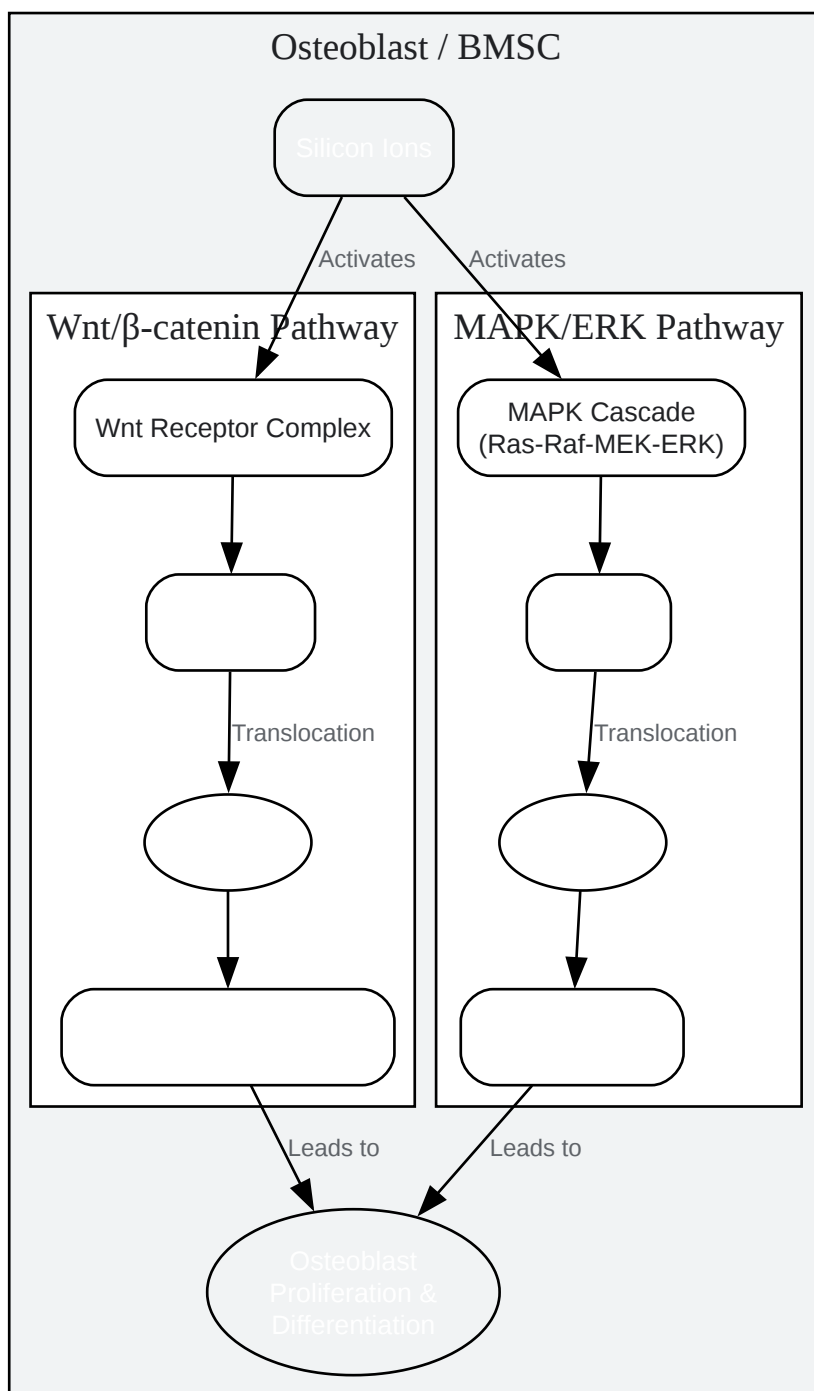 Osteoblast / BMSC
Silicon Ions
Activates
Activates
Wnt/β-catenin Pathway
MAPK/ERK Pathway
Wnt Receptor Complex
MAPK Cascade
(Ras-Raf-MEK-ERK)
Translocation
Translocation
Leads to
Leads to
Osteoblast
Proliferation &
Differentiation